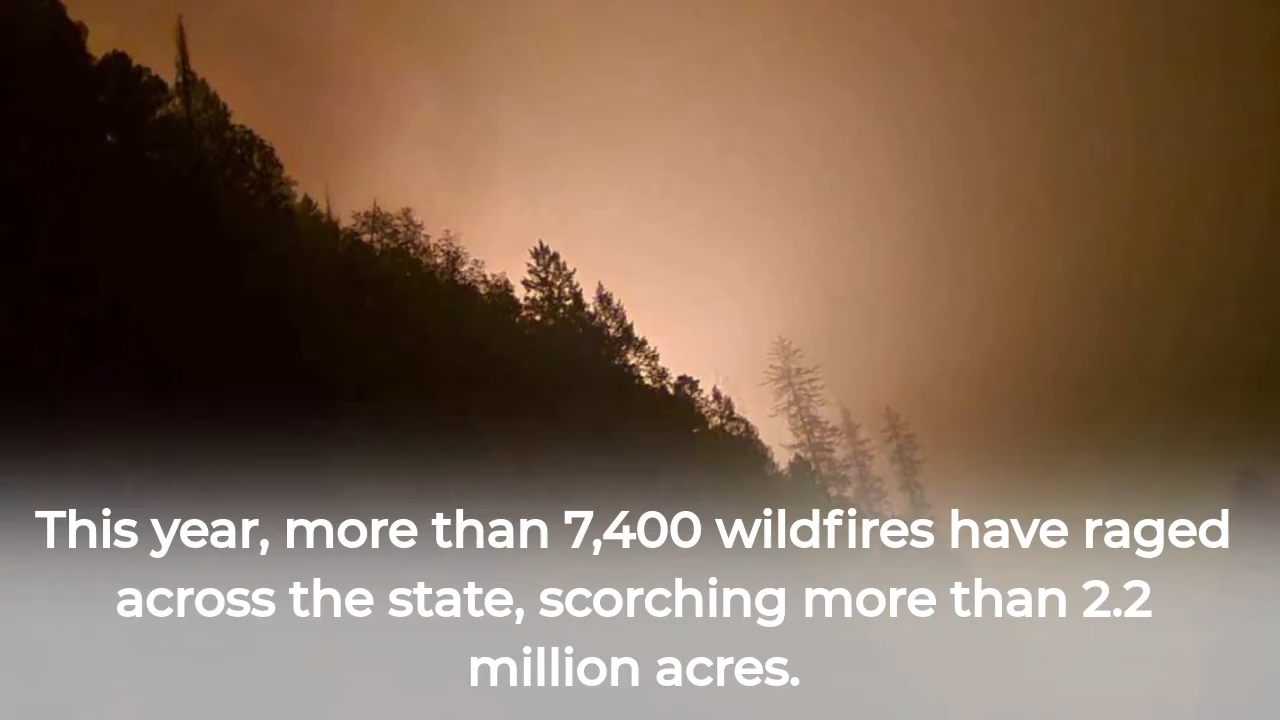 This year, more than 7,400 wildfires have raged
across the state, scorching more than 2.2
million acres.